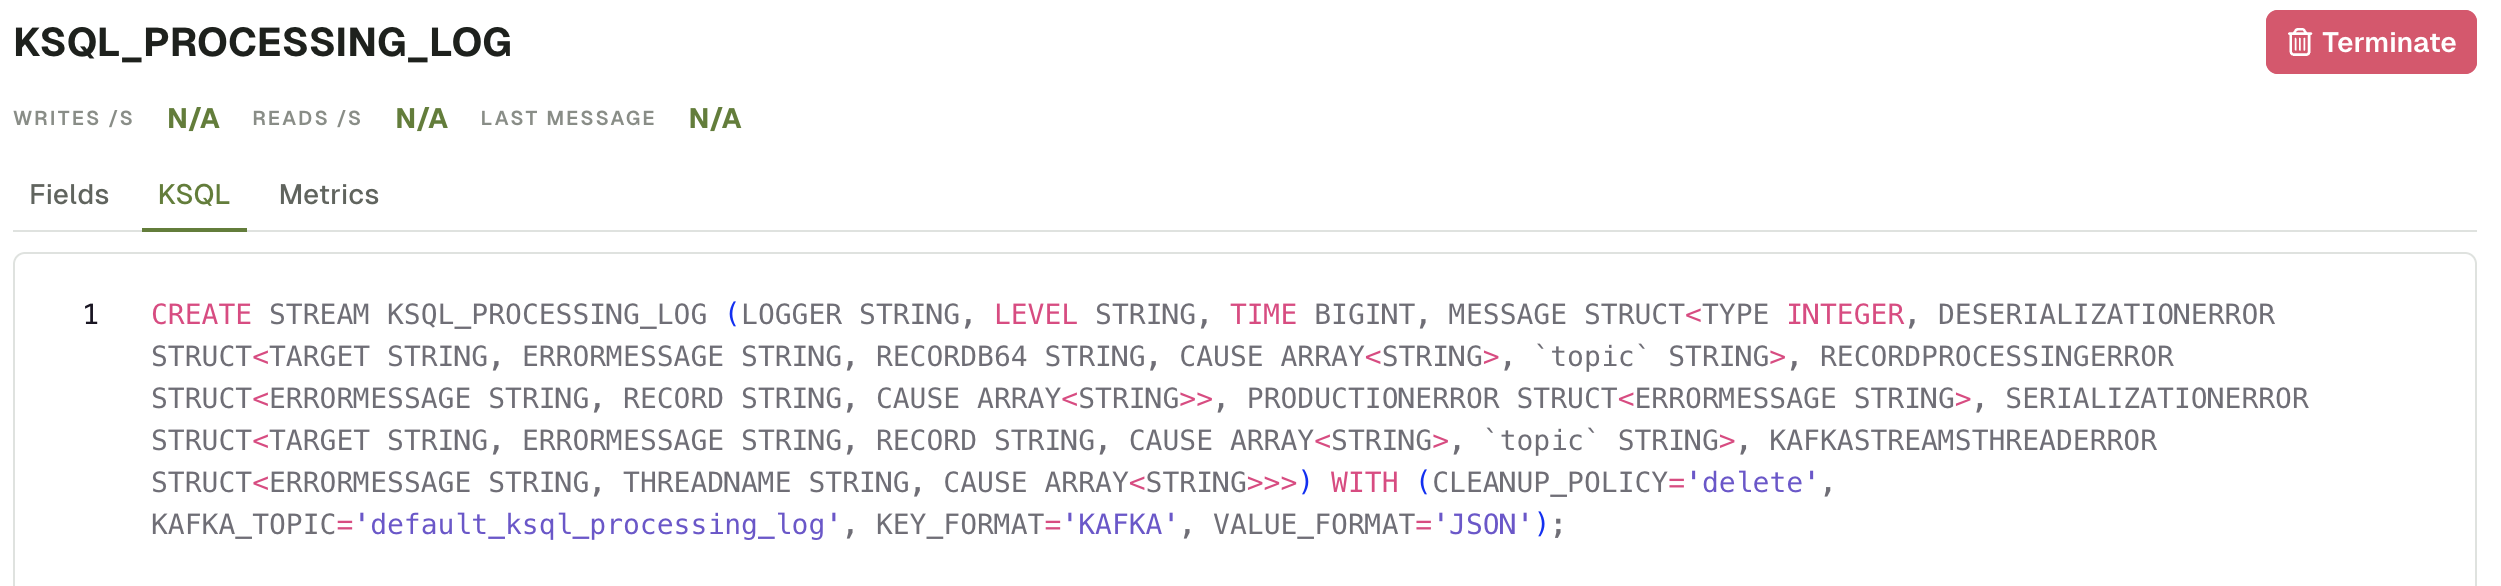 KSQL_PROCESSING_LOG
Terminate
WRITES /S N/A READS /S N/A LAST MESSAGE N/A
Fields KSQL Metrics
1 CREATE STREAM KSQL_PROCESSING_LOG (LOGGER STRING, LEVEL STRING, TIME BIGINT, MESSAGE STRUCT<TYPE INTEGER, DESERIALIZATIONERROR
STRUCT<TARGET STRING, ERRORMESSAGE STRING, RECORDB64 STRING, CAUSE ARRAY<STRING>, `topic` STRING>, RECORDPROCESSINGERROR
STRUCT<ERRORMESSAGE STRING, RECORD STRING, CAUSE ARRAY<STRING>>, PRODUCTIONERROR STRUCT<ERRORMESSAGE STRING>, SERIALIZATIONERROR
STRUCT<TARGET STRING, ERRORMESSAGE STRING, RECORD STRING, CAUSE ARRAY<STRING>, `topic` STRING>, KAFKASTREAMSTHREADERROR
STRUCT<ERRORMESSAGE STRING, THREADNAME STRING, CAUSE ARRAY<STRING>>>) WITH (CLEANUP_POLICY='delete',
KAFKA_TOPIC='default_ksql_processing_log', KEY_FORMAT='KAFKA', VALUE_FORMAT='JSON');